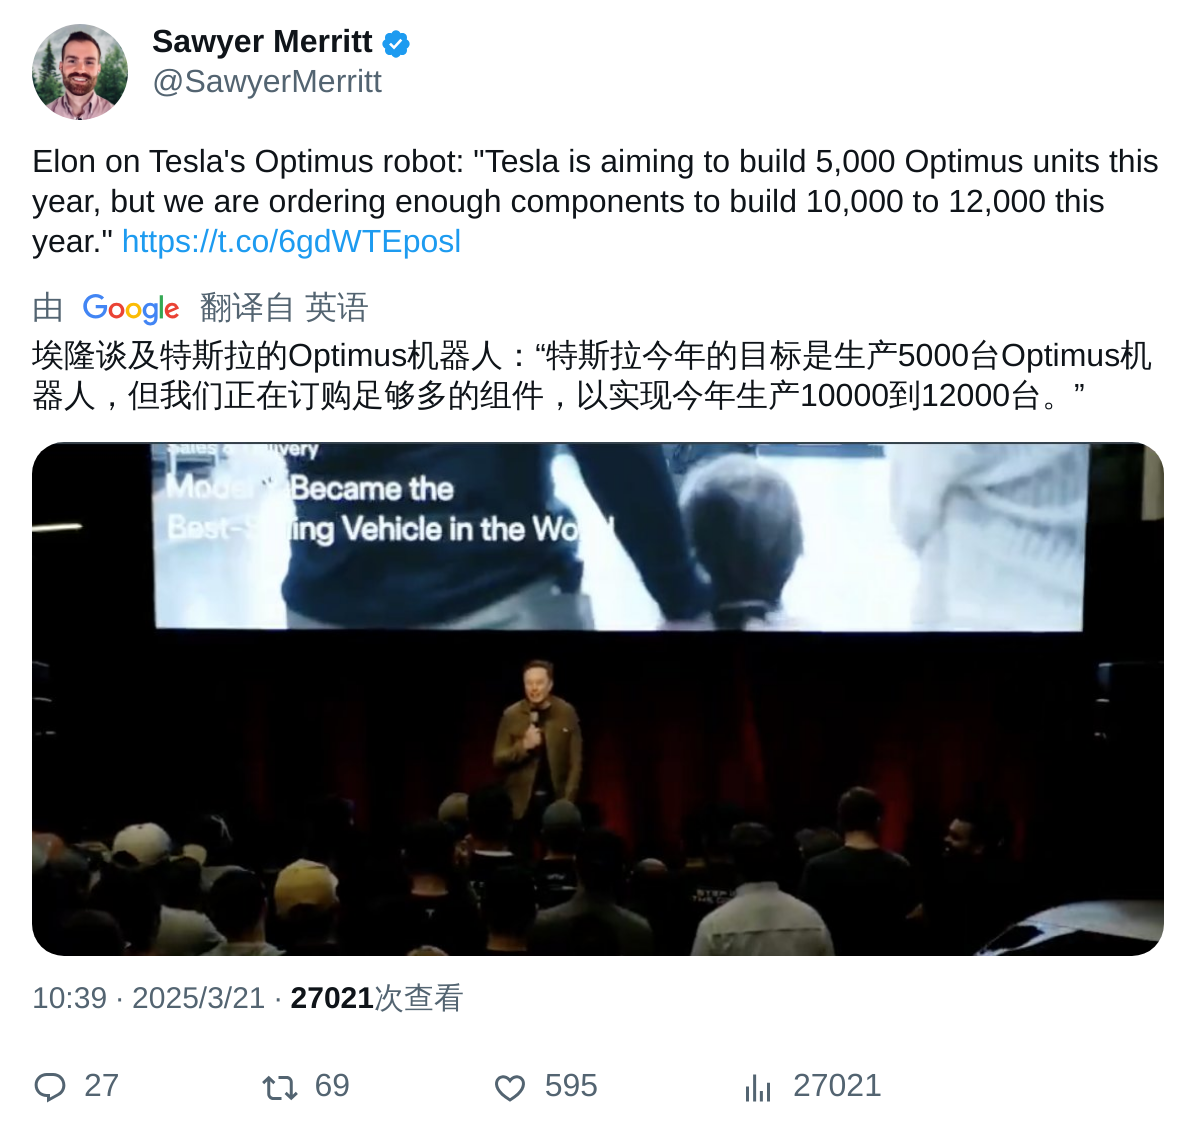 Sawyer Merritt
@SawyerMerritt
Elon on Tesla's Optimus robot: "Tesla is aiming to build 5,000 Optimus units this
year, but we are ordering enough components to build 10,000 to 12,000 this
year." https://t.co/6gdWTEposl
由 Google 翻译自 英语
埃隆谈及特斯拉的Optimus机器人：“特斯拉今年的目标是生产5000台Optimus机
器人，但我们正在订购足够多的组件，以实现今年生产10000到12000台。”
Sales & Delivery
Model Y Became the
Best-Selling Vehicle in the World
10:39 · 2025/3/21 · 27021次查看
27 69 595 27021